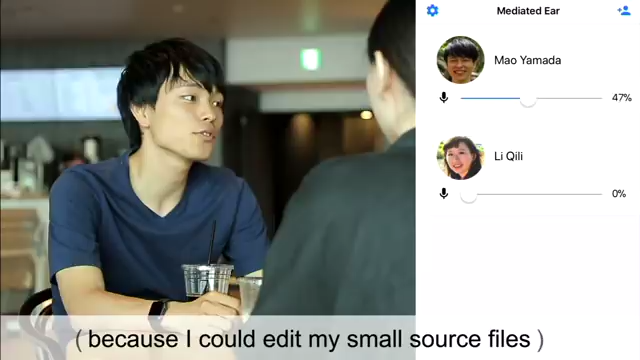 Mediated Ear
Mao Yamada
47%
Li Qili
0%
(because I could edit my small source files)